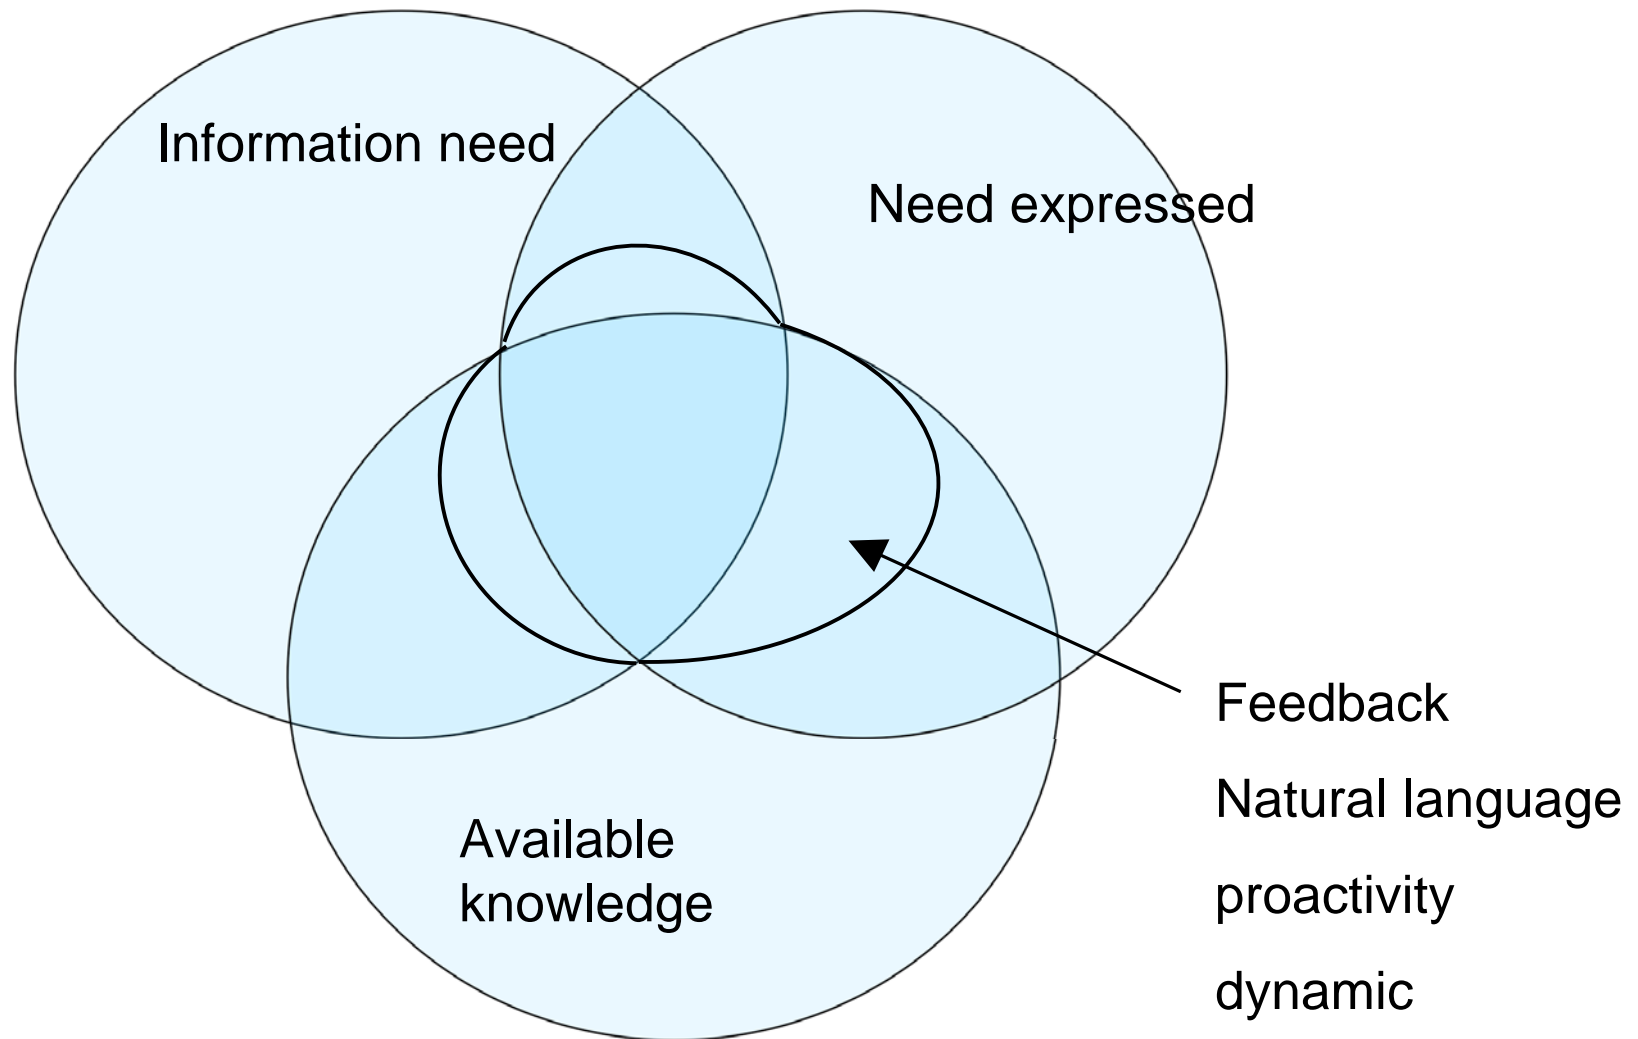 Information need
Need expressed
Available
knowledge
Feedback
Natural language
proactivity
dynamic